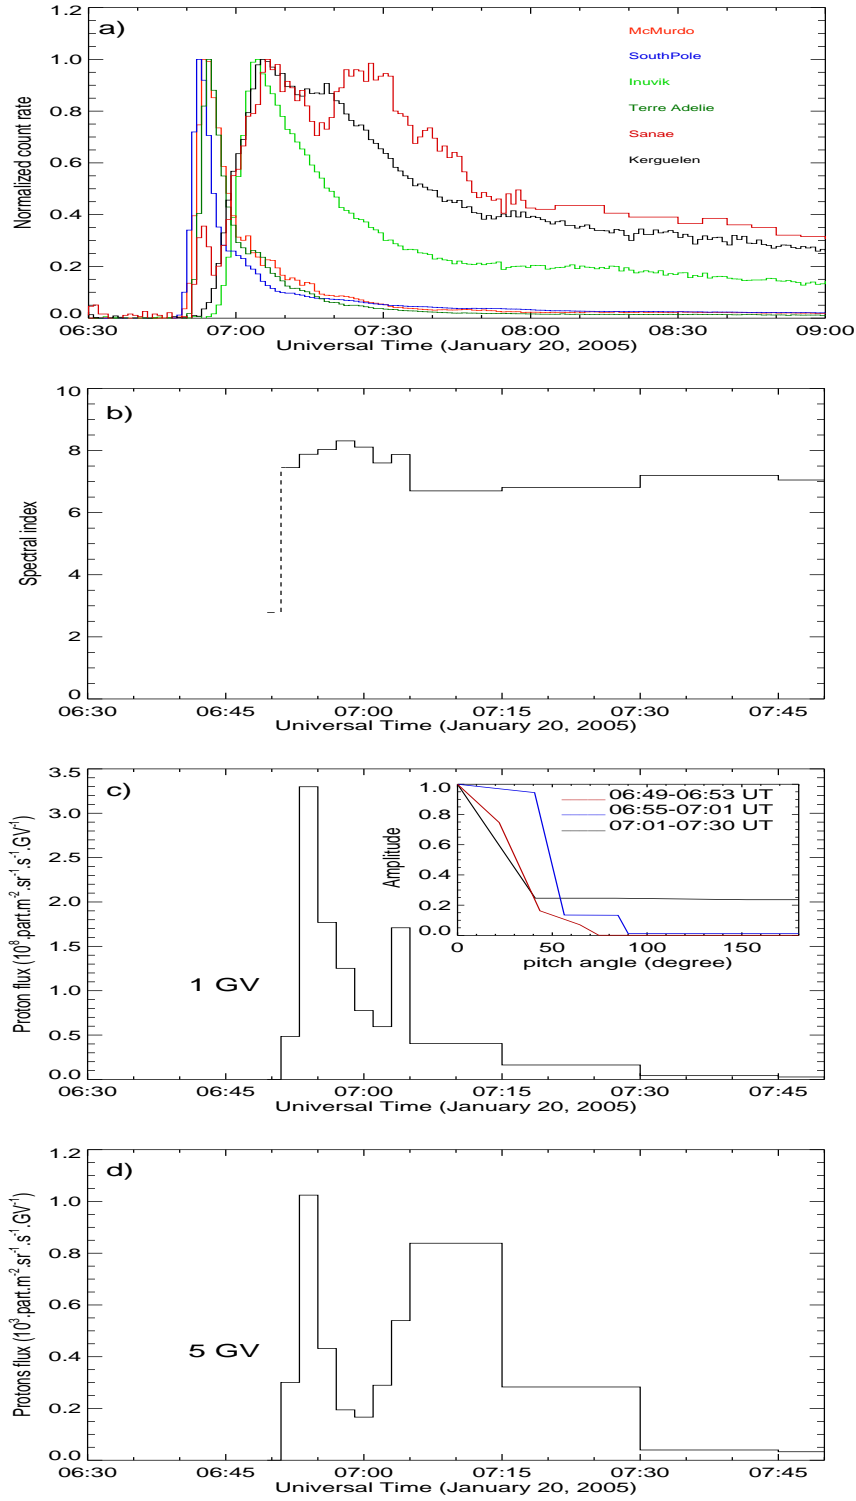 a)
1.2
1.0
0.8
0.6
0.4
0.2
0.0
Normalized count rate
McMurdo
SouthPole
Inuvik
Terre Adelie
Sanae
Kerguelen
06:30 07:00 07:30 08:00 08:30 09:00
Universal Time (January 20, 2005)
b)
10
8
6
4
2
0
Spectral index
06:30 06:45 07:00 07:15 07:30 07:45
Universal Time (January 20, 2005)
c)
3.5
3.0
2.5
2.0
1.5
1.0
0.5
0.0
Proton flux (10⁸.part.m⁻².sr⁻¹.s⁻¹.GV⁻¹)
1 GV
1.0
0.8
0.6
0.4
0.2
0.0
Amplitude
06:49-06:53 UT
06:55-07:01 UT
07:01-07:30 UT
0 50 100 150
pitch angle (degree)
06:30 06:45 07:00 07:15 07:30 07:45
Universal Time (January 20, 2005)
d)
1.2
1.0
0.8
0.6
0.4
0.2
0.0
Protons flux (10³.part.m⁻².sr⁻¹.s⁻¹.GV⁻¹)
5 GV
06:30 06:45 07:00 07:15 07:30 07:45
Universal Time (January 20, 2005)